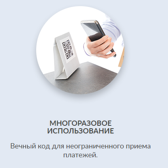 МНОГОРАЗОВОЕ
ИСПОЛЬЗОВАНИЕ
Вечный код для неограниченного приема
платежей.